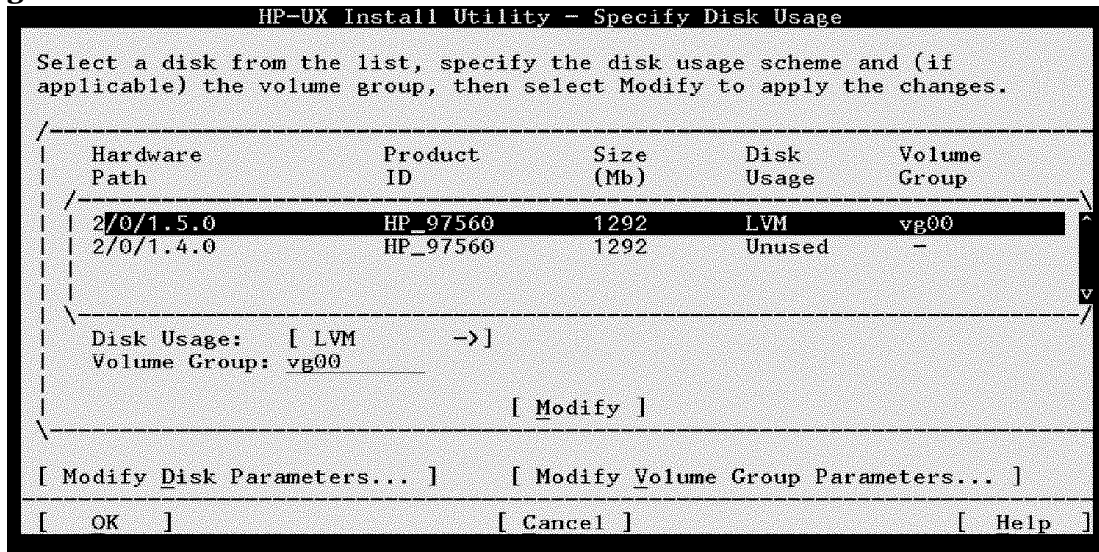 HP-UX Install Utility - Specify Disk Usage
Select a disk from the list, specify the disk usage scheme and (if
applicable) the volume group, then select Modify to apply the changes.
Hardware Product Size Disk Volume
Path ID (Mb) Usage Group
2/0/1.5.0 HP_97560 1292 LVM vg00
2/0/1.4.0 HP_97560 1292 Unused -
Disk Usage: [ LVM ->]
Volume Group: vg00
[ Modify ]
[ Modify Disk Parameters... ] [ Modify Volume Group Parameters... ]
[ OK ] [ Cancel ] [ Help ]